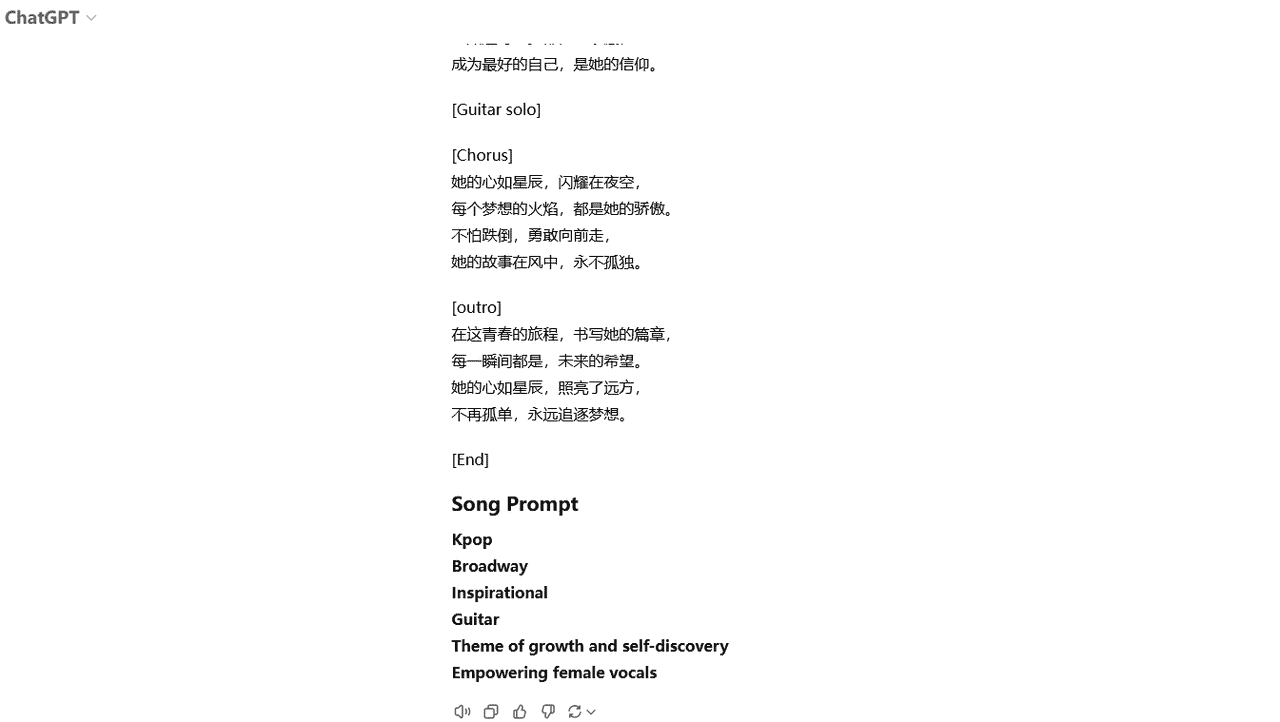 ChatGPT
成为最好的自己，是她的信仰。
[Guitar solo]
[Chorus]
她的心如星辰，闪耀在夜空，
每个梦想的火焰，都是她的骄傲。
不怕跌倒，勇敢向前走，
她的故事在风中，永不孤独。
[outro]
在这青春的旅程，书写她的篇章，
每一瞬间都是，未来的希望。
她的心如星辰，照亮了远方，
不再孤单，永远追逐梦想。
[End]
Song Prompt
Kpop
Broadway
Inspirational
Guitar
Theme of growth and self-discovery
Empowering female vocals